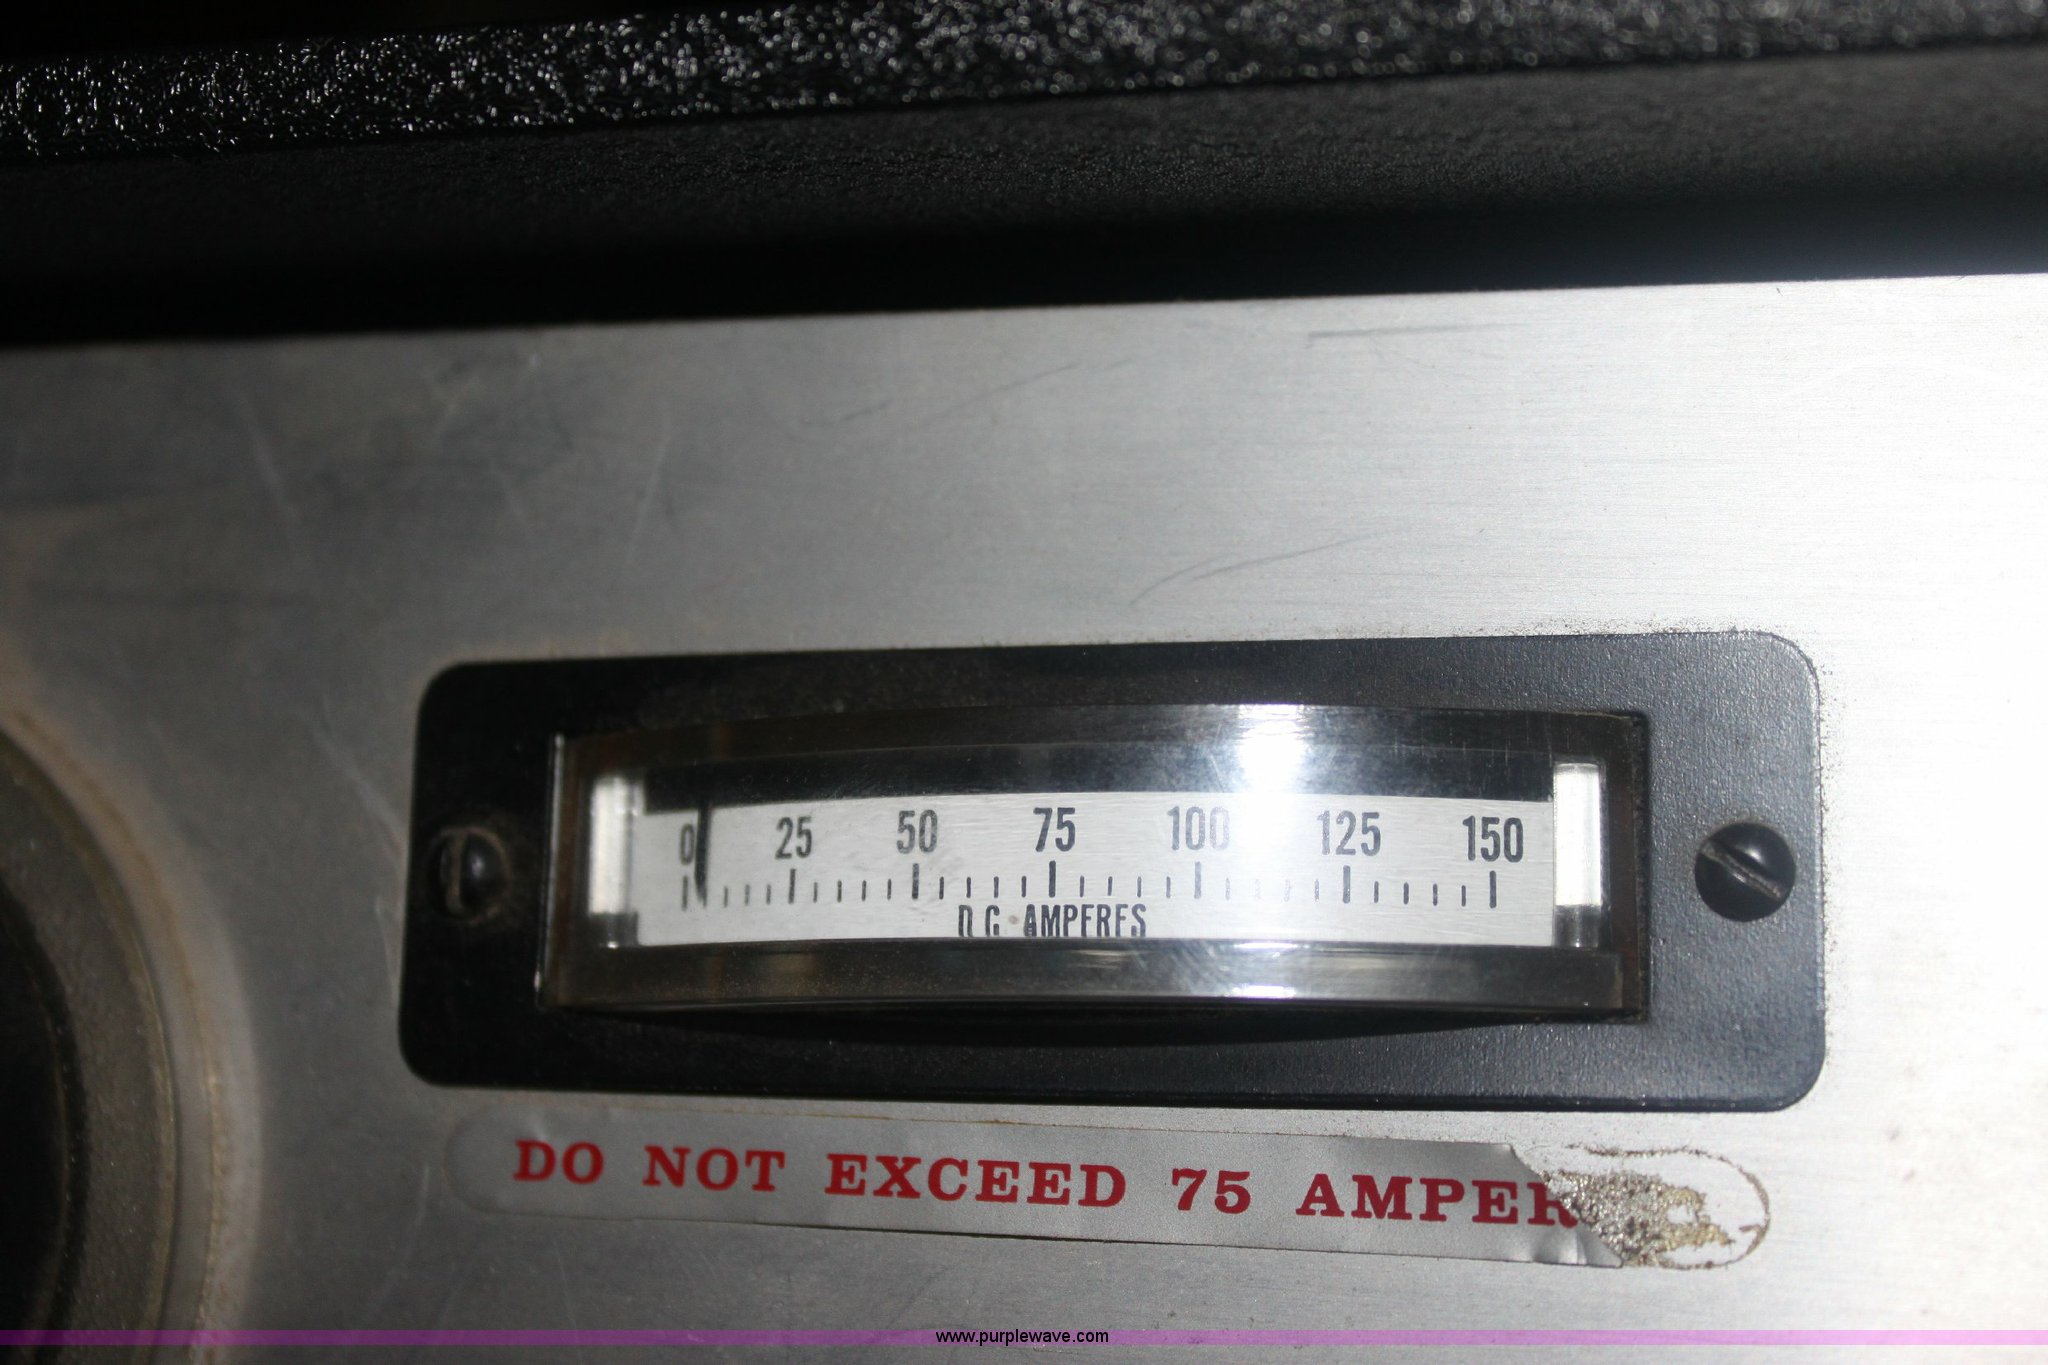 0 25 50 75 100 125 150
D.C. AMPERES
DO NOT EXCEED 75 AMPER
www.purplewave.com